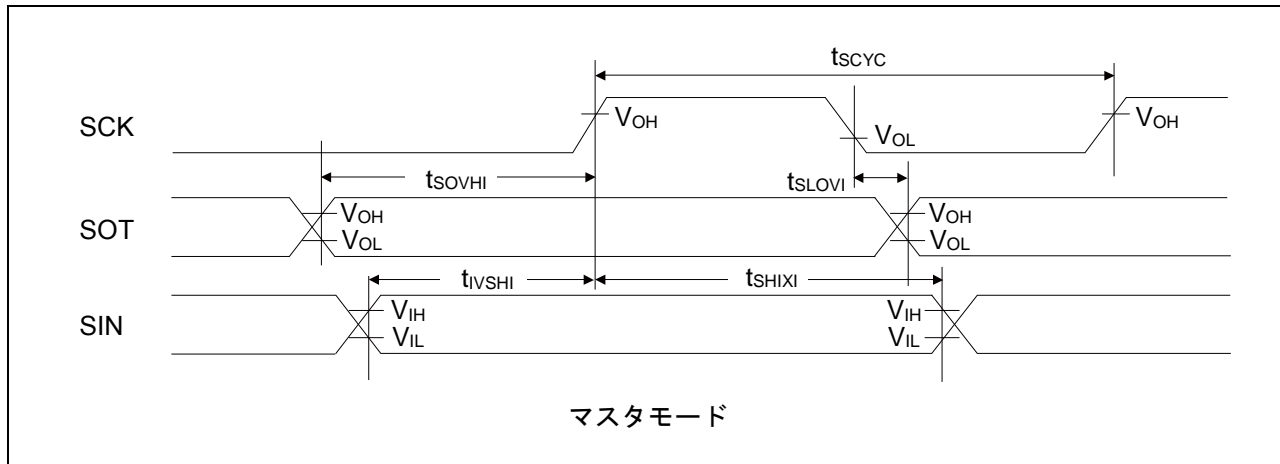 tSCYC
SCK
VOH
VOL
VOH
tSOVHI
tSLOVI
SOT
VOH
VOL
VOH
VOL
tIVSHI
tSHIXI
SIN
VIH
VIL
VIH
VIL
マスタモード